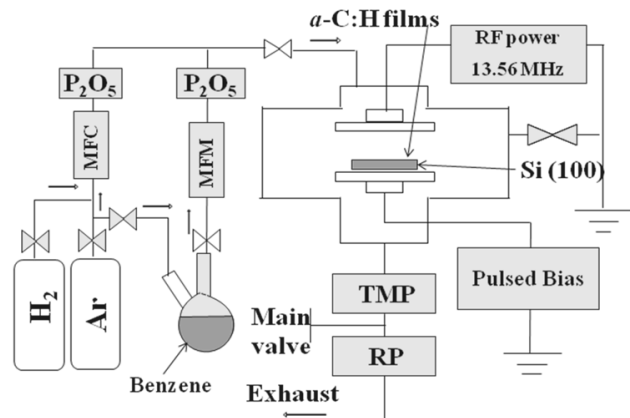 a-C:H films
RF power
13.56 MHz
P2O5
P2O5
MFC
MFM
Si (100)
H2
Ar
Benzene
TMP
Pulsed Bias
Main
valve
RP
Exhaust